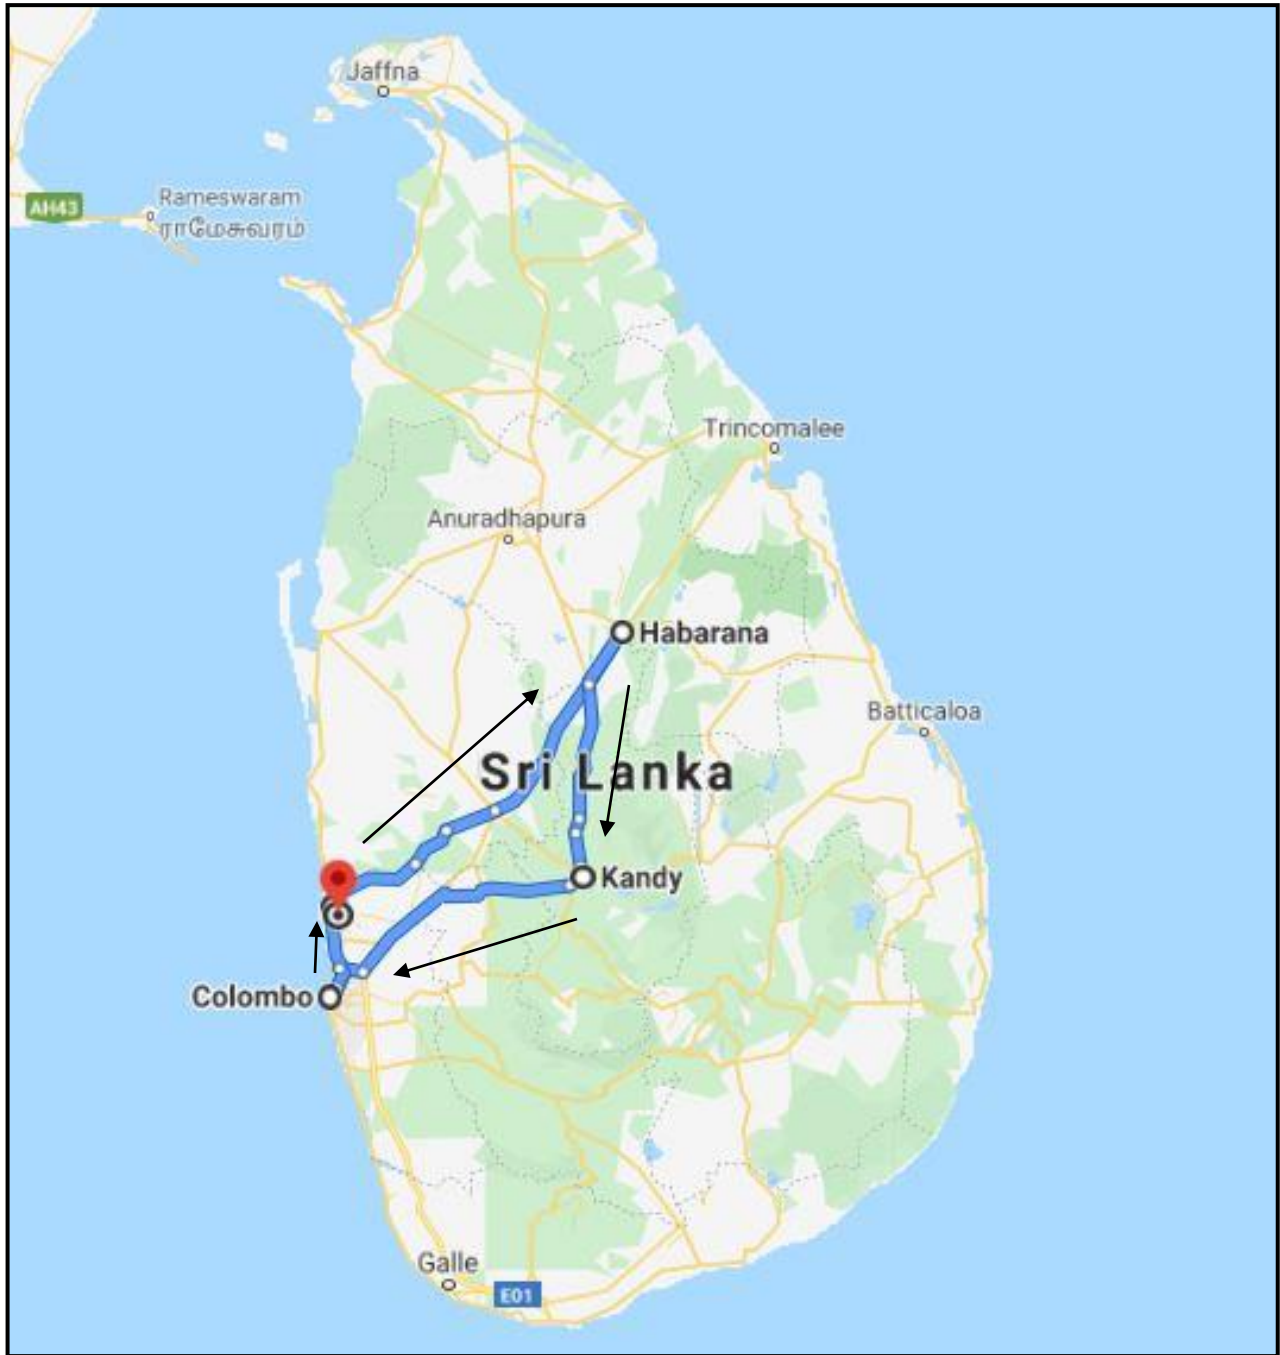 Jaffna
AH43
Rameswaram
ராமேசுவரம்
Trincomalee
Anuradhapura
Habarana
Batticaloa
Sri Lanka
Kandy
Colombo
Galle
E01